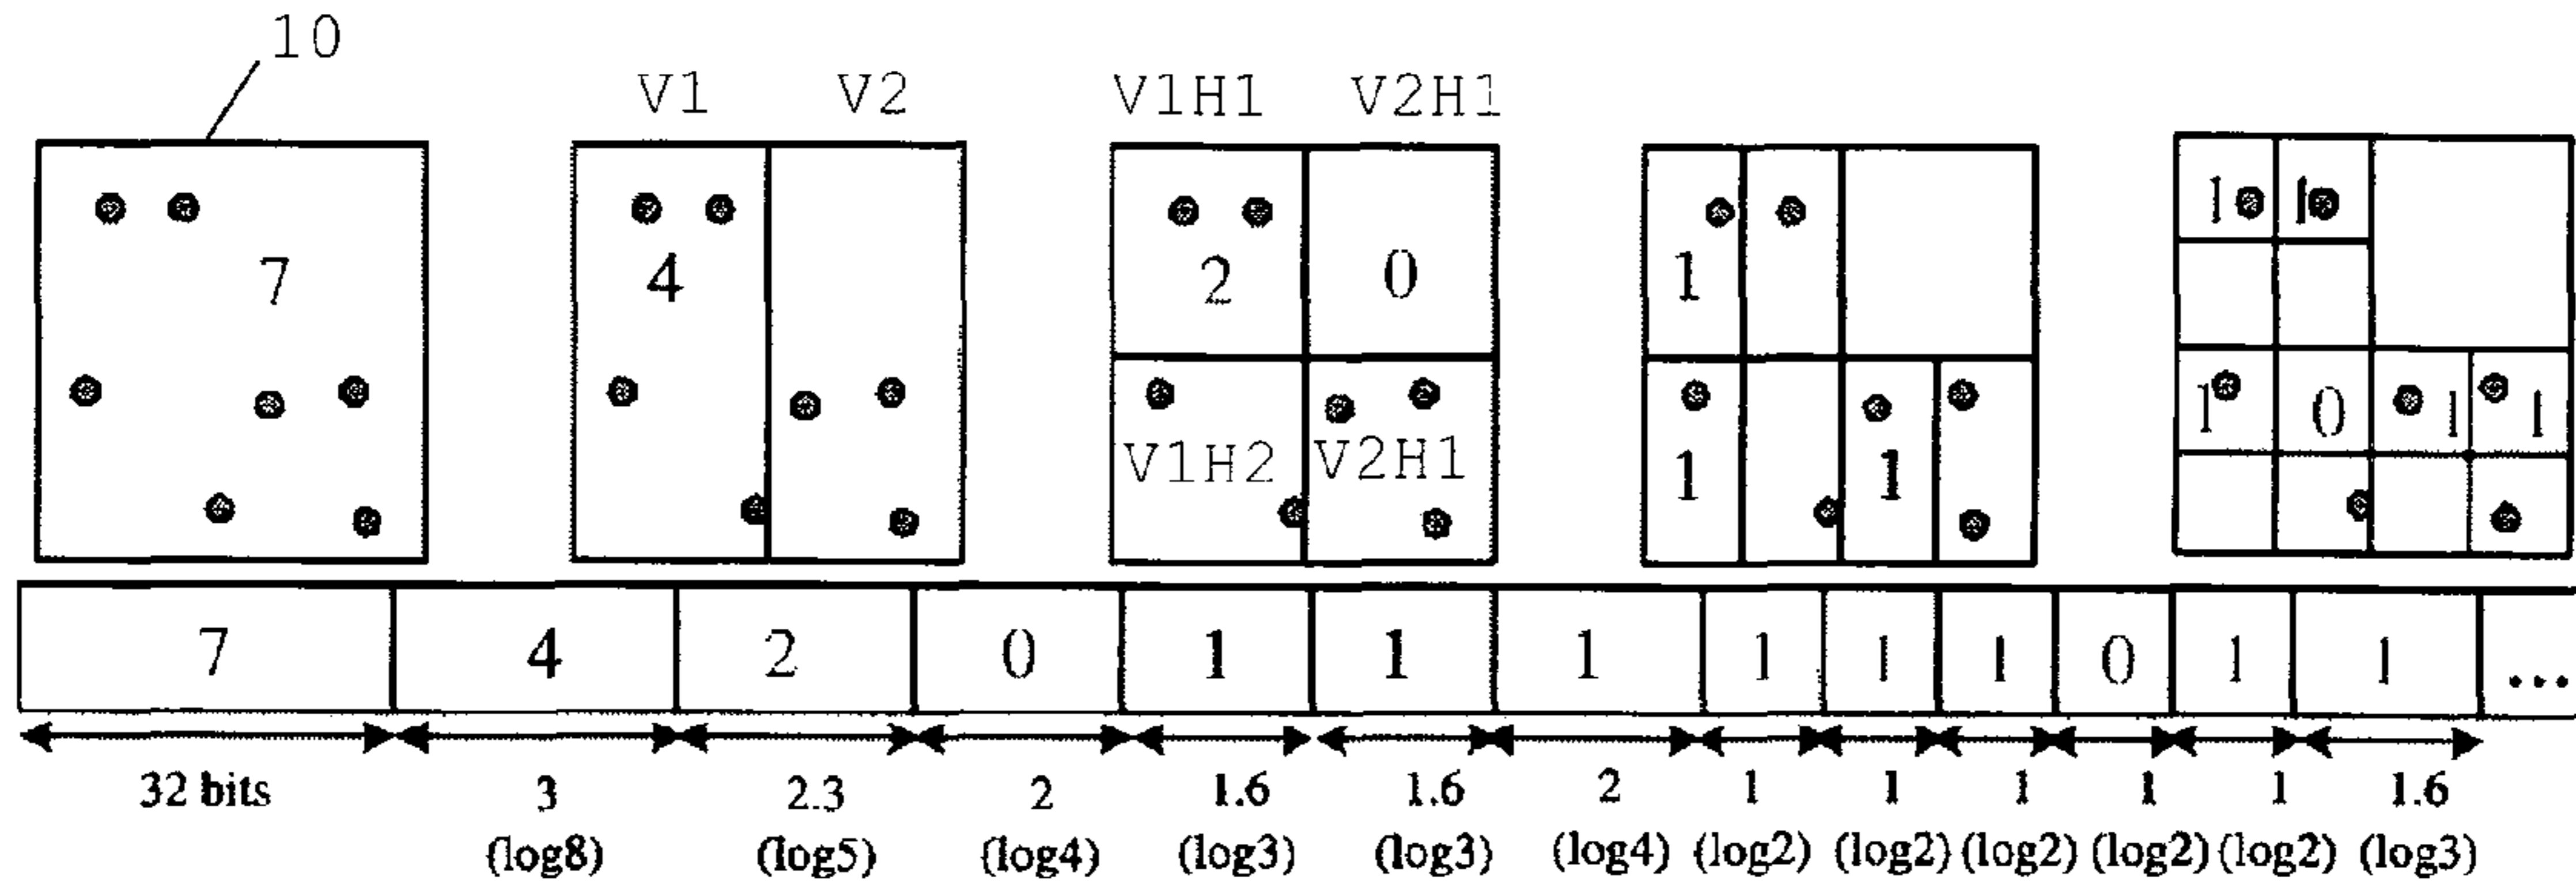 10
V1 V2 V1H1 V2H1
7 4 2 0 1 1 1
V1H2 V2H1 1 1 1 0 1 1
7 4 2 0 1 1 1 1 1 1 0 1 1 ...
32 bits 3 2.3 2 1.6 1.6 2 1 1 1 1 1 1.6
(log8) (log5) (log4) (log3) (log3) (log4) (log2) (log2) (log2) (log2) (log2) (log3)